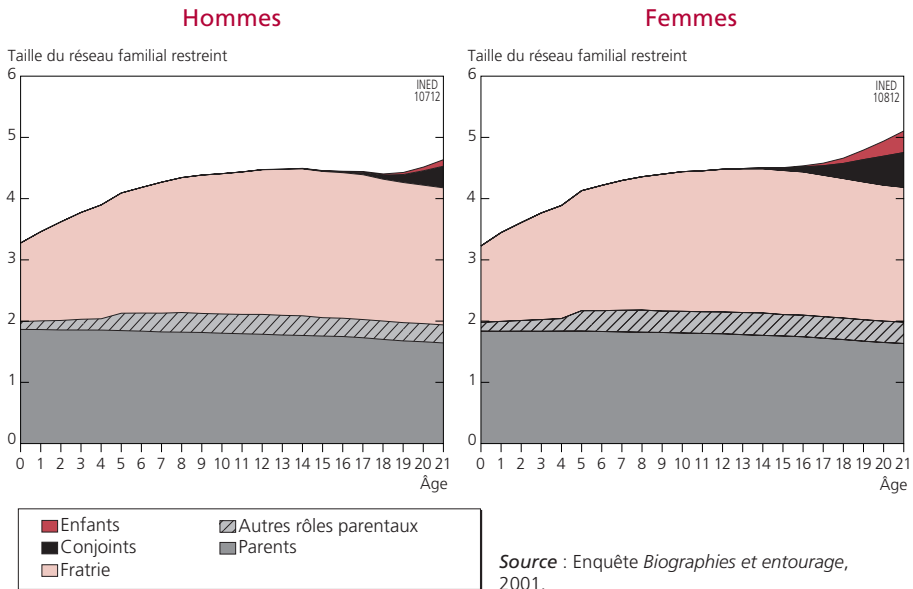 Hommes
Taille du réseau familial restreint
6
5
4
3
2
1
0
INED
10712
0 1 2 3 4 5 6 7 8 9 10 11 12 13 14 15 16 17 18 19 20 21
Âge
Femmes
Taille du réseau familial restreint
6
5
4
3
2
1
0
INED
10812
0 1 2 3 4 5 6 7 8 9 10 11 12 13 14 15 16 17 18 19 20 21
Âge
Enfants
Conjoints
Fratrie
Autres rôles parentaux
Parents
Source : Enquête Biographies et entourage,
2001.